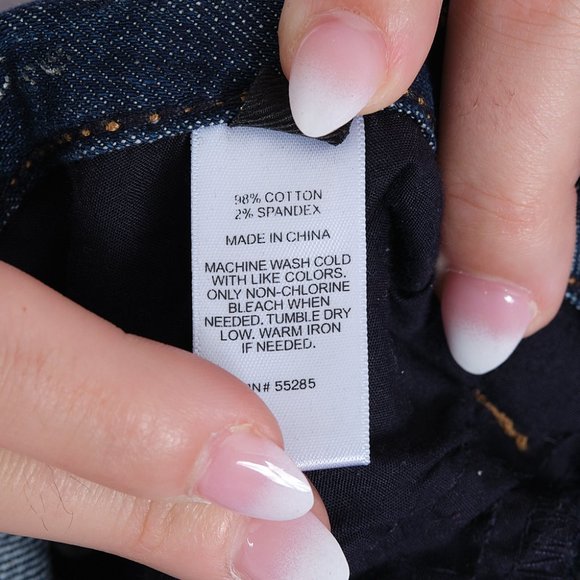 98% COTTON
2% SPANDEX
MADE IN CHINA
MACHINE WASH COLD
WITH LIKE COLORS.
ONLY NON-CHLORINE
BLEACH WHEN
NEEDED. TUMBLE DRY
LOW. WARM IRON
IF NEEDED.
N# 55285